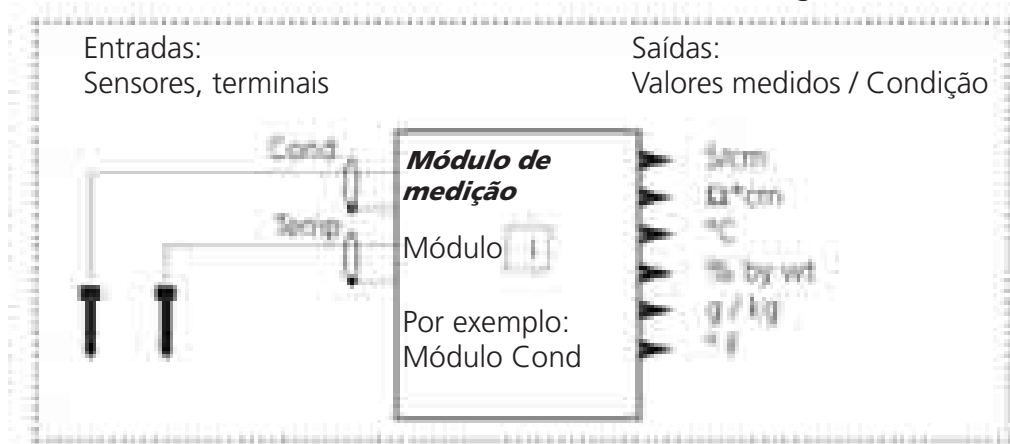 Entradas:
Sensores, terminais
Saídas:
Valores medidos / Condição
Cond
Temp
Módulo de
medição
Módulo
Por exemplo:
Módulo Cond
S/cm
Ω*cm
°C
% by wt
g / kg
°F